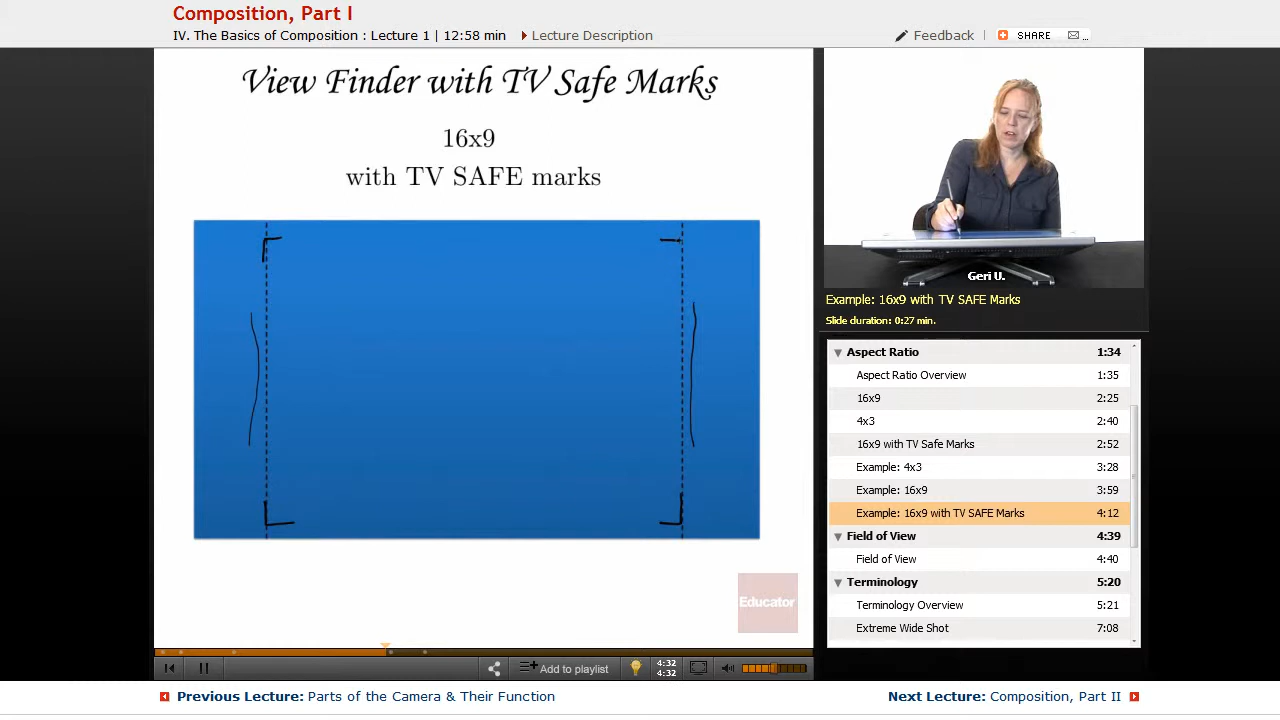 Composition, Part I
IV. The Basics of Composition : Lecture 1 | 12:58 min
Lecture Description
Feedback
SHARE
View Finder with TV Safe Marks
16x9
with TV SAFE marks
Educator
Geri U.
Example: 16x9 with TV SAFE Marks
Slide duration: 0:27 min.
Aspect Ratio 1:34
Aspect Ratio Overview 1:35
16x9 2:25
4x3 2:40
16x9 with TV Safe Marks 2:52
Example: 4x3 3:28
Example: 16x9 3:59
Example: 16x9 with TV SAFE Marks 4:12
Field of View 4:39
Field of View 4:40
Terminology 5:20
Terminology Overview 5:21
Extreme Wide Shot 7:08
Add to playlist
4:32
4:32
Previous Lecture: Parts of the Camera & Their Function
Next Lecture: Composition, Part II